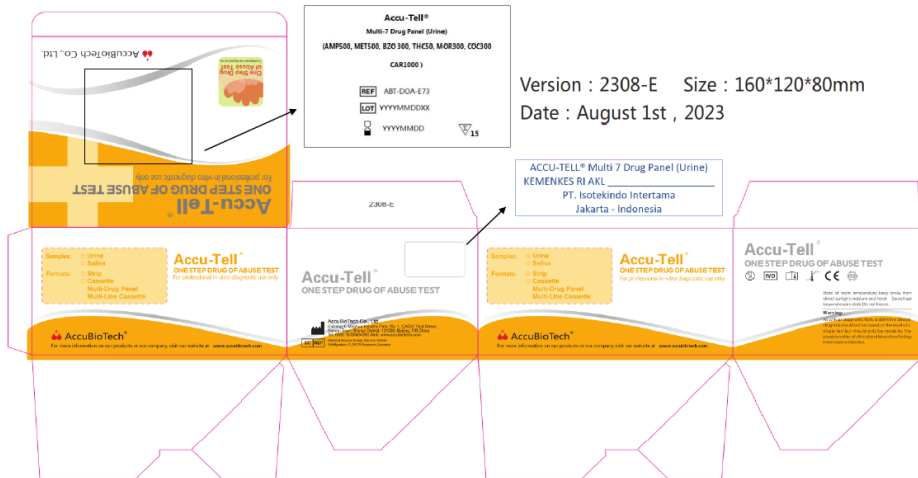 AccuBioTech Co., Ltd.
One Step Drug
of Abuse Test
Accu-Tell®
ONE STEP DRUG OF ABUSE TEST
For professional in-vitro diagnostic use only
Accu-Tell®
Multi-7 Drug Panel (Urine)
(AMP500, MET500, BZO 300, THC50, MOR300, COC300
CAR1000 )
REF ABT-DOA-E73
LOT YYYYMMDDXX
YYYYMMDD
15
Version : 2308-E Size : 160*120*80mm
Date : August 1st , 2023
ACCU-TELL® Multi 7 Drug Panel (Urine)
KEMENKES RI AKL
PT. Isotekindo Intertama
Jakarta - Indonesia
2308-E
Samples: Urine
Saliva
Formats: Strip
Cassette
Multi-Drug Panel
Multi-Line Cassette
Accu-Tell®
ONE STEP DRUG OF ABUSE TEST
For professional in-vitro diagnostic use only
AccuBioTech®
For more information on our products or our company visit our website at www.accubiotech.com
Accu-Tell®
ONE STEP DRUG OF ABUSE TEST
AccuBioTech Co., Ltd
EC REP
Samples: Urine
Saliva
Formats: Strip
Cassette
Multi-Drug Panel
Multi-Line Cassette
Accu-Tell®
ONE STEP DRUG OF ABUSE TEST
For professional in-vitro diagnostic use only
AccuBioTech®
For more information on our products or our company visit our website at www.accubiotech.com
Accu-Tell®
ONE STEP DRUG OF ABUSE TEST
IVD
CE
Warning: